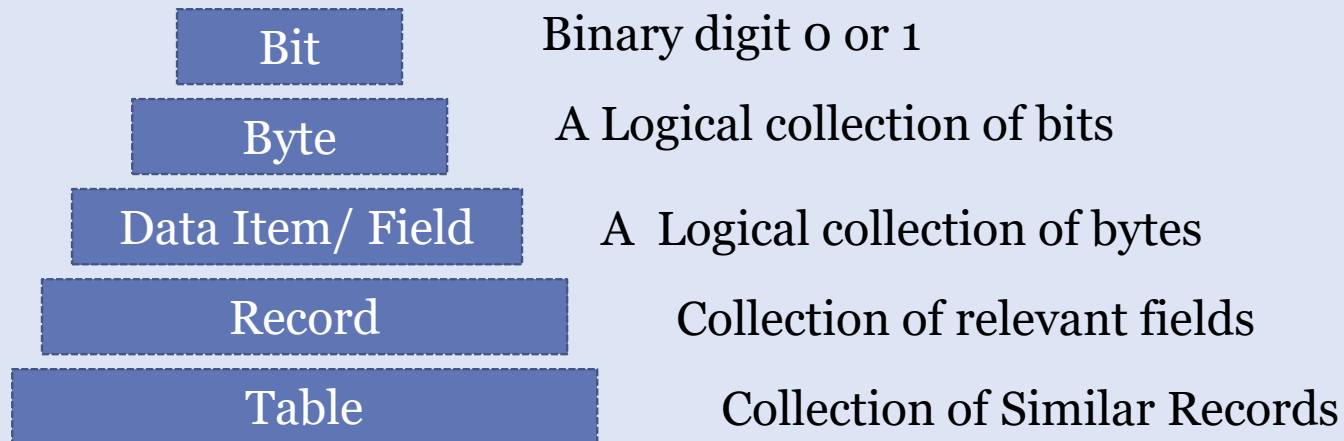 Bit
Binary digit 0 or 1
Byte
A Logical collection of bits
Data Item/ Field
A Logical collection of bytes
Record
Collection of relevant fields
Table
Collection of Similar Records